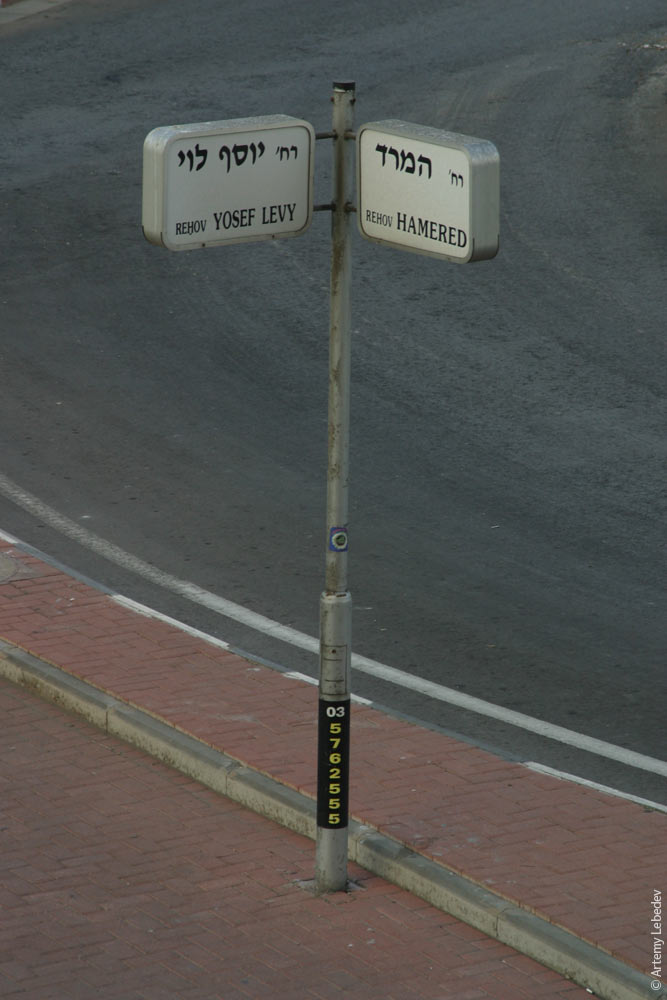 רח' יוסף לוי
REHOV YOSEF LEVY
רח' המרד
REHOV HAMERED
03
5762555
© Artemy Lebedev